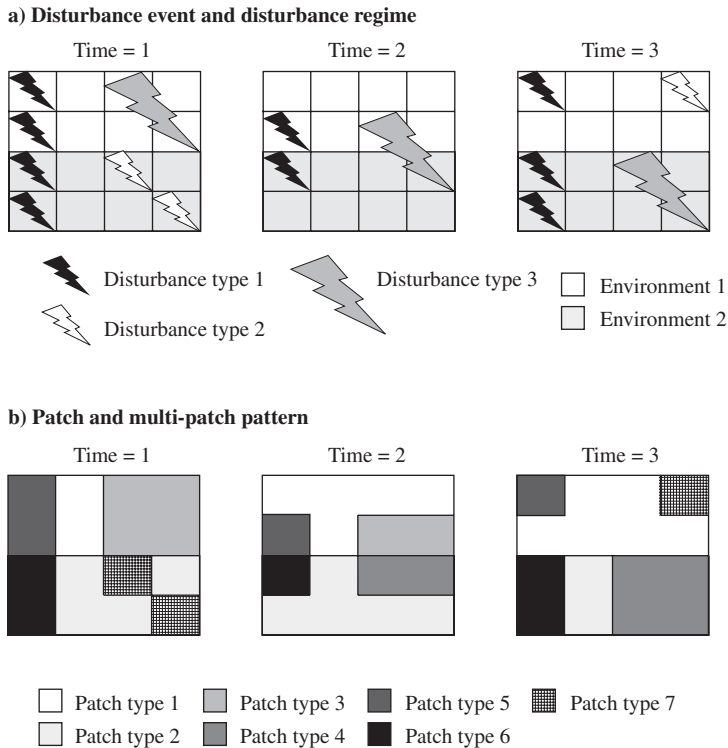 a) Disturbance event and disturbance regime
Time = 1
Time = 2
Time = 3
Disturbance type 1
Disturbance type 3
Environment 1
Disturbance type 2
Environment 2
b) Patch and multi-patch pattern
Time = 1
Time = 2
Time = 3
Patch type 1
Patch type 3
Patch type 5
Patch type 7
Patch type 2
Patch type 4
Patch type 6